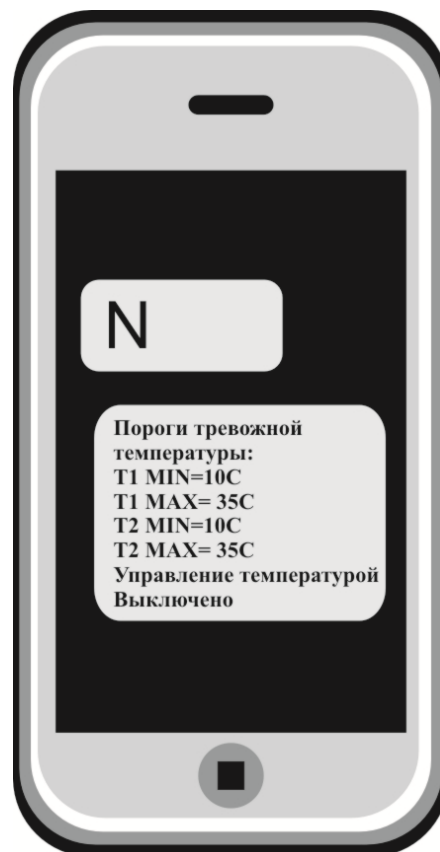 N
Пороги тревожной
температуры:
T1 MIN=10C
T1 MAX= 35C
T2 MIN=10C
T2 MAX= 35C
Управление температурой
Выключено